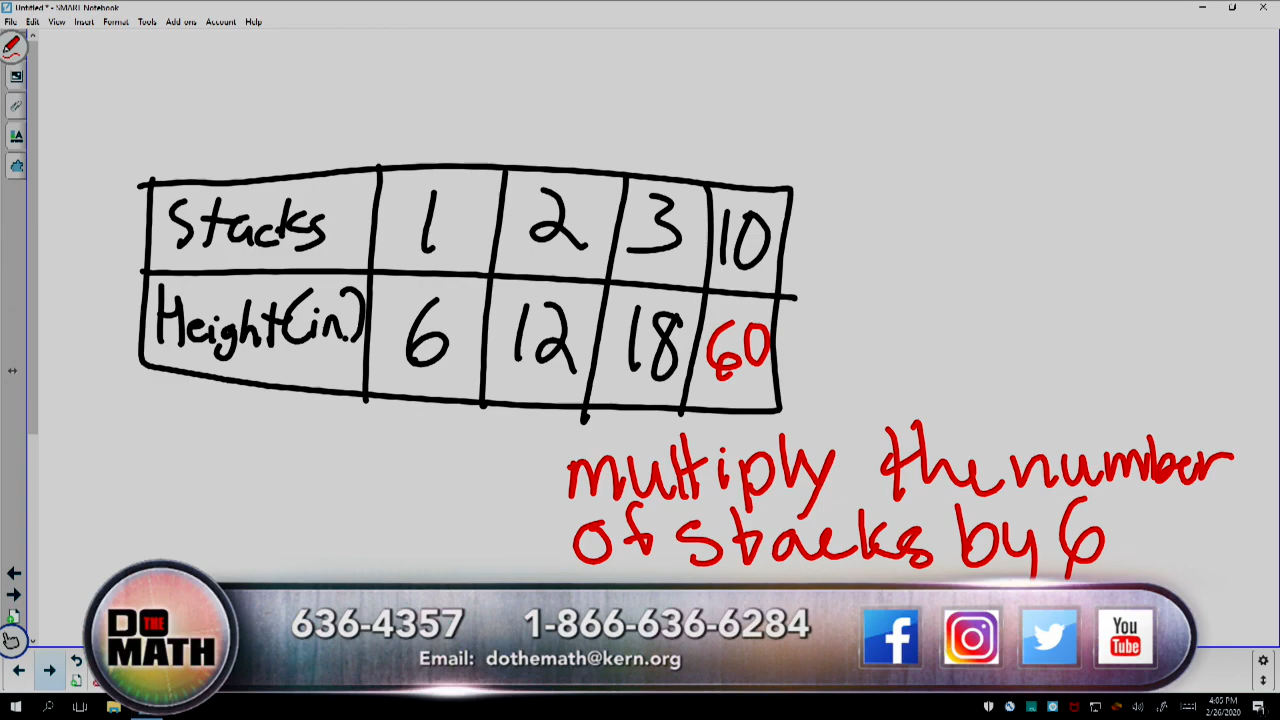 Untitled * - SMART Notebook
File Edit View Insert Format Tools Add-ons Account Help
Stacks 1 2 3 10
Height(in.) 6 12 18 60
multiply the number
of stacks by 6
DO THE MATH
636-4357 1-866-636-6284
Email: dothemath@kern.org
You Tube
4:05 PM
2/26/2020